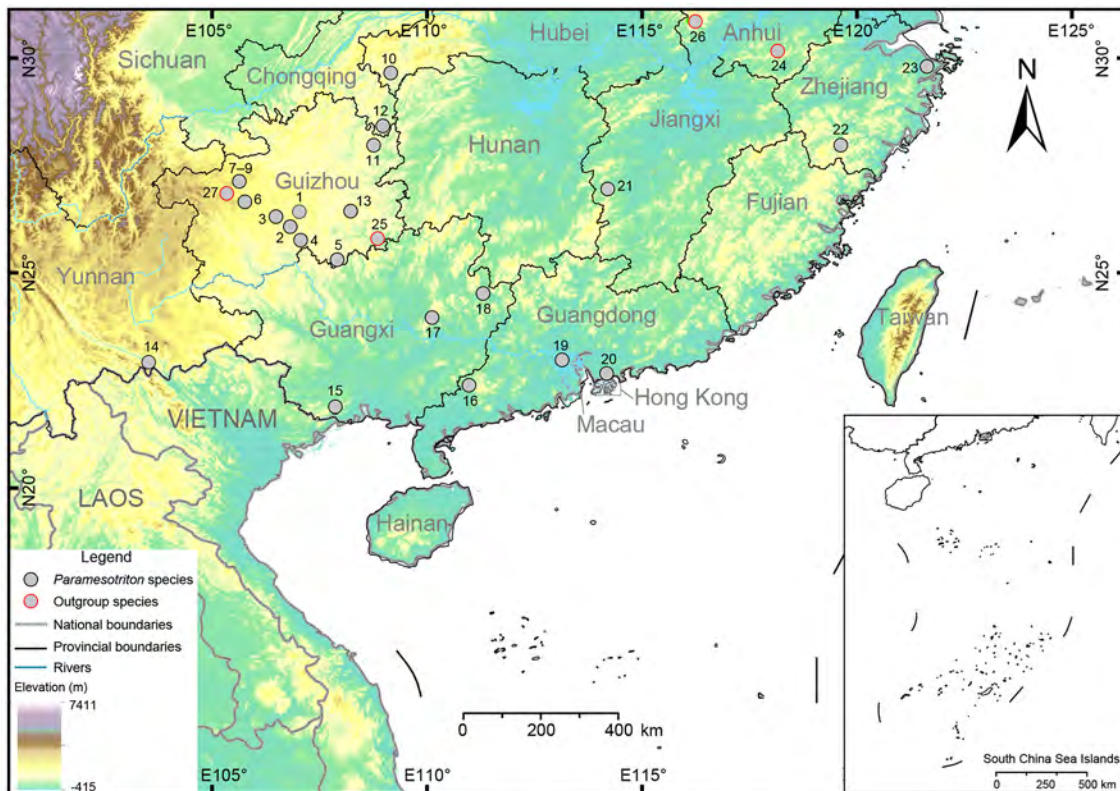 E105°
E110°
E115°
E120°
E125°
N30°
N25°
N20°
N30°
N25°
Sichuan
Chongqing
Hubei
Anhui
Zhejiang
Hunan
Jiangxi
Guizhou
Fujian
Yunnan
Guangxi
Guangdong
Taiwan
Hong Kong
Macau
VIETNAM
LAOS
Hainan
N
26
24
23
10
12
11
22
7–9
27
6
1
13
21
3
2
4
25
5
18
17
14
19
20
15
16
Legend
Paramesotriton species
Outgroup species
National boundaries
Provincial boundaries
Rivers
Elevation (m)
7411
-415
0 200 400 km
E105°
E110°
E115°
South China Sea Islands
0 250 500 km